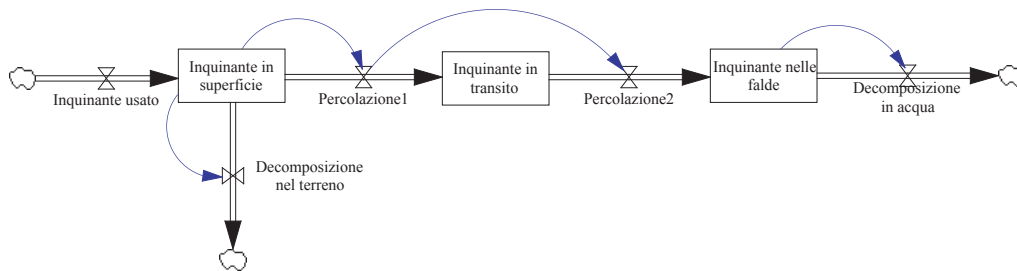 Inquinante usato
Inquinante in
superficie
Percolazione1
Inquinante in
transito
Percolazione2
Inquinante nelle
falde
Decomposizione
in acqua
Decomposizione
nel terreno